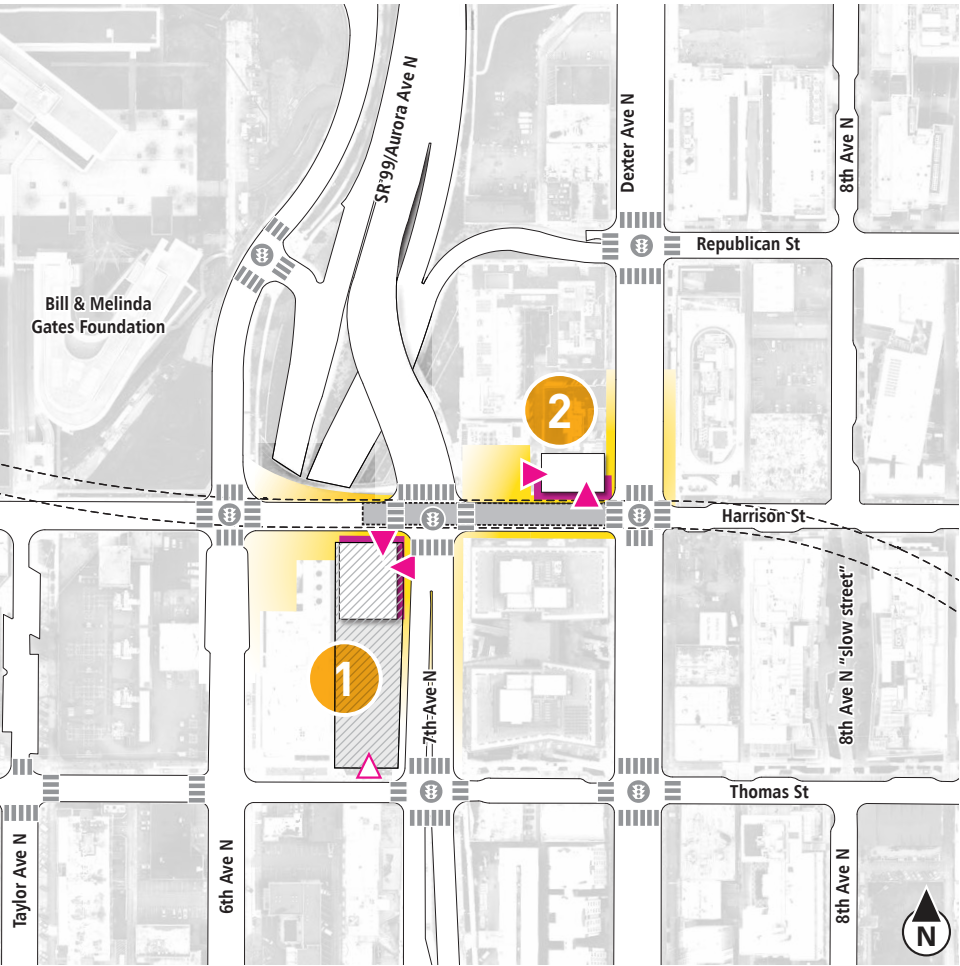 SR 99/Aurora Ave N
Dexter Ave N
8th Ave N
Republican St
Bill & Melinda
Gates Foundation
2
Harrison St
1
7th Ave N
8th Ave N "slow street"
Thomas St
Taylor Ave N
6th Ave N
8th Ave N
N